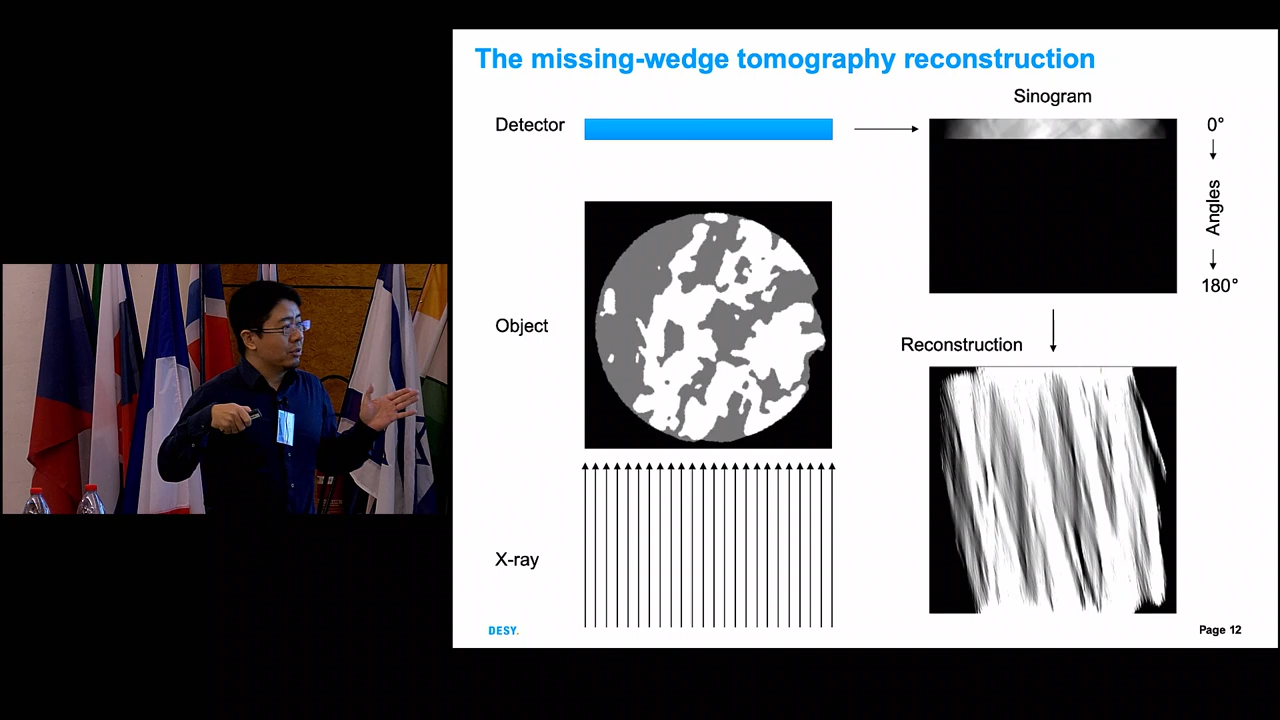 The missing-wedge tomography reconstruction
Sinogram
Detector
0°
Angles
180°
Object
Reconstruction
X-ray
DESY.
Page 12